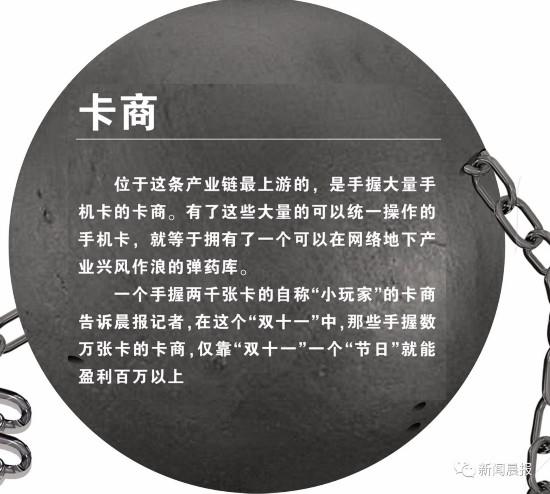 卡商
位于这条产业链最上游的，是手握大量手
机卡的卡商。有了这些大量的可以统一操作的
手机卡，就等于拥有了一个可以在网络地下产
业兴风作浪的弹药库。
一个手握两千张卡的自称“小玩家”的卡商
告诉晨报记者，在这个“双十一”中，那些手握数
万张卡的卡商，仅靠“双十一”一个“节日”就能
盈利百万以上
新闻晨报